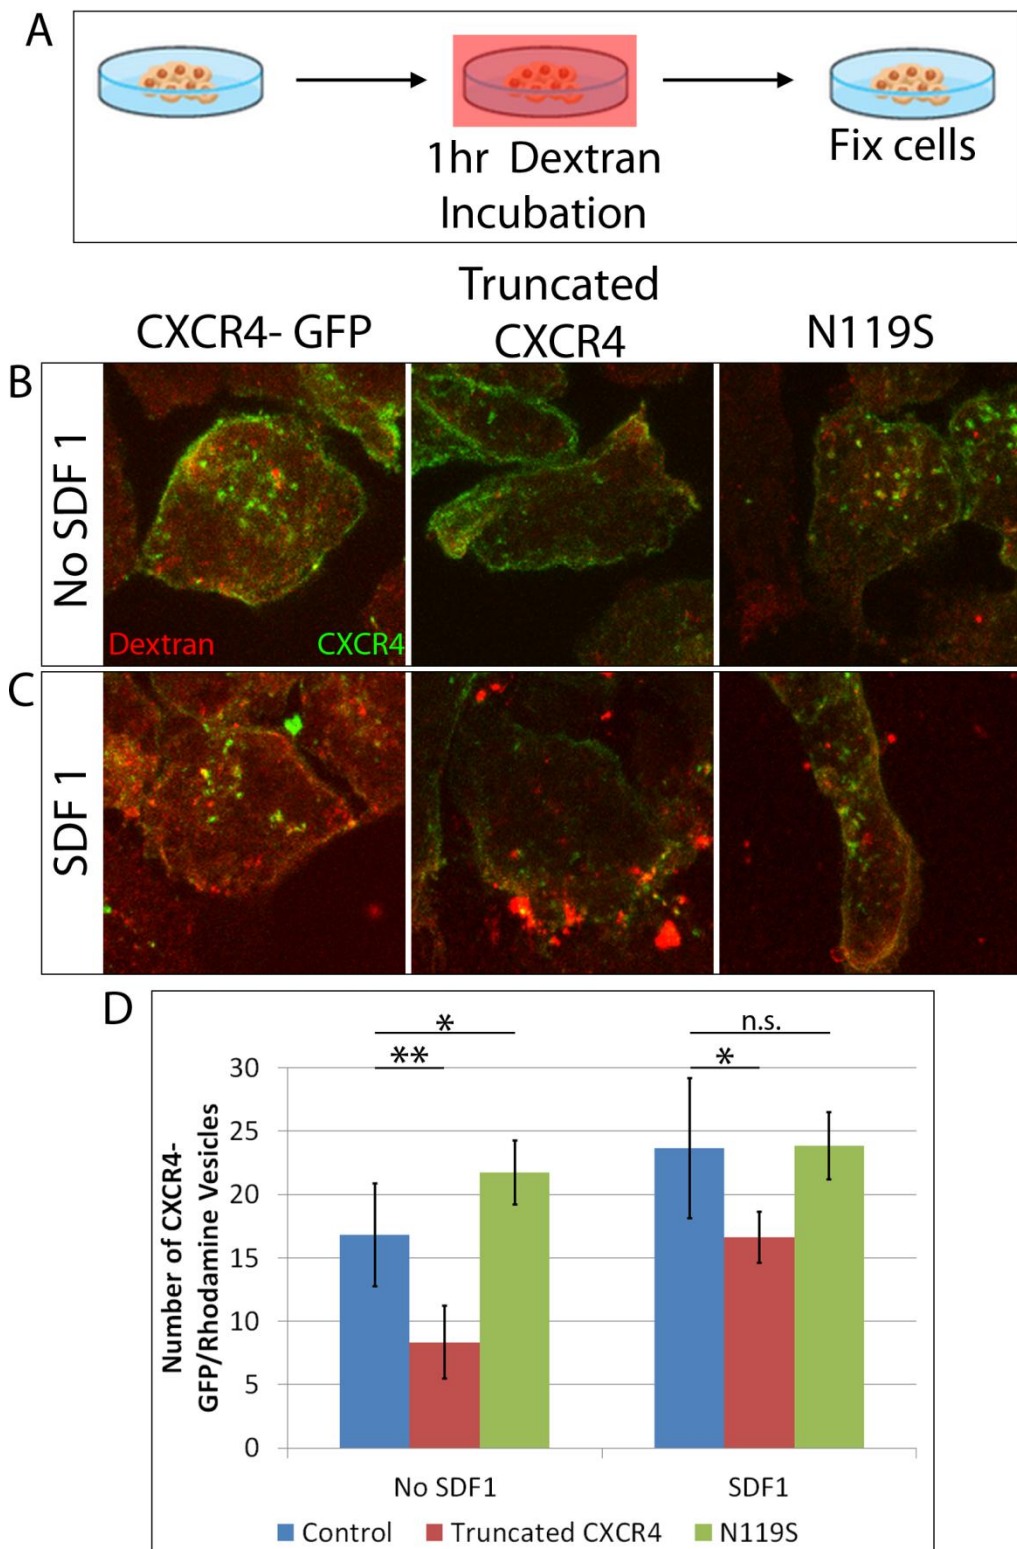 A
1hr Dextran
Incubation
Fix cells
CXCR4- GFP
Truncated
CXCR4
N119S
B
No SDF 1
Dextran
CXCR4
C
SDF 1
D
*
**
n.s.
*
Number of CXCR4-
GFP/Rhodamine Vesicles
30
25
20
15
10
5
0
No SDF1
SDF1
Control
Truncated CXCR4
N119S